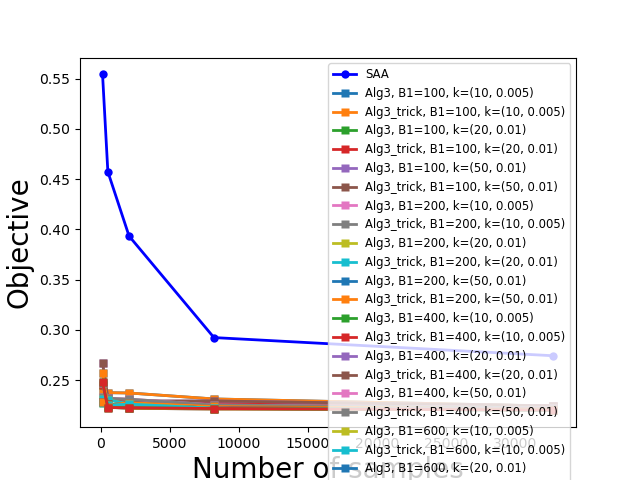 0.55
0.50
0.45
0.40
0.35
0.30
0.25
Objective
0
5000
10000
15000
20000
25000
30000
Number of samples
SAA
Alg3, B1=100, k=(10, 0.005)
Alg3_trick, B1=100, k=(10, 0.005)
Alg3, B1=100, k=(20, 0.01)
Alg3_trick, B1=100, k=(20, 0.01)
Alg3, B1=100, k=(50, 0.01)
Alg3_trick, B1=100, k=(50, 0.01)
Alg3, B1=200, k=(10, 0.005)
Alg3_trick, B1=200, k=(10, 0.005)
Alg3, B1=200, k=(20, 0.01)
Alg3_trick, B1=200, k=(20, 0.01)
Alg3, B1=200, k=(50, 0.01)
Alg3_trick, B1=200, k=(50, 0.01)
Alg3, B1=400, k=(10, 0.005)
Alg3_trick, B1=400, k=(10, 0.005)
Alg3, B1=400, k=(20, 0.01)
Alg3_trick, B1=400, k=(20, 0.01)
Alg3, B1=400, k=(50, 0.01)
Alg3_trick, B1=400, k=(50, 0.01)
Alg3, B1=600, k=(10, 0.005)
Alg3_trick, B1=600, k=(10, 0.005)
Alg3, B1=600, k=(20, 0.01)